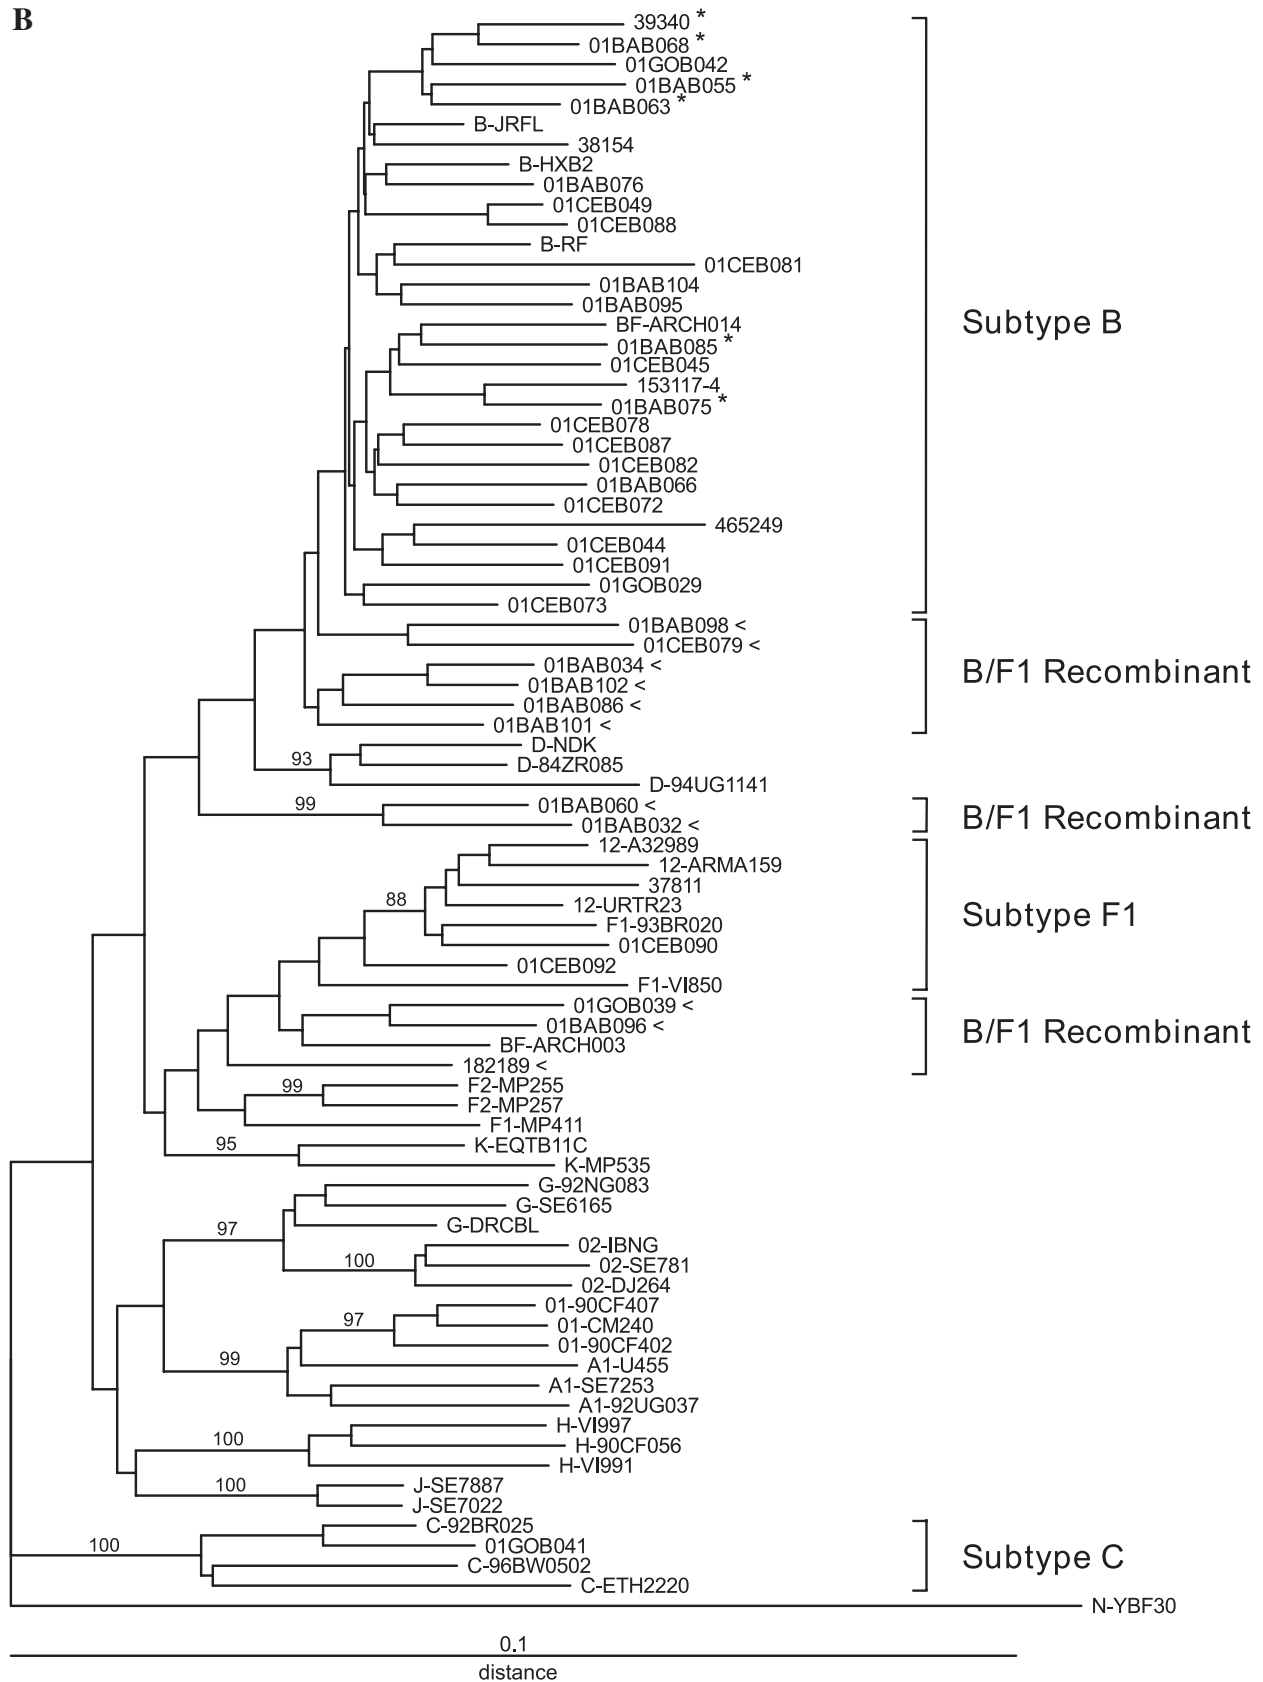 B
39340 *
01BAB068 *
01GOB042
01BAB055 *
01BAB063 *
B-JRFL
38154
B-HXB2
01BAB076
01CEB049
01CEB088
B-RF
01CEB081
01BAB104
01BAB095
BF-ARCH014
Subtype B
01BAB085 *
01CEB045
153117-4
01BAB075 *
01CEB078
01CEB087
01CEB082
01BAB066
01CEB072
465249
01CEB044
01CEB091
01GOB029
01CEB073
01BAB098 <
01CEB079 <
01BAB034 <
B/F1 Recombinant
01BAB102 <
01BAB086 <
01BAB101 <
D-NDK
93
D-84ZR085
D-94UG1141
99
01BAB060 <
B/F1 Recombinant
01BAB032 <
12-A32989
12-ARMA159
37811
88
12-URTR23
Subtype F1
F1-93BR020
01CEB090
01CEB092
F1-VI850
01GOB039 <
01BAB096 <
B/F1 Recombinant
BF-ARCH003
182189 <
99
F2-MP255
F2-MP257
F1-MP411
95
K-EQTB11C
K-MP535
G-92NG083
G-SE6165
97
G-DRCBL
02-IBNG
100
02-SE781
02-DJ264
01-90CF407
97
01-CM240
01-90CF402
99
A1-U455
A1-SE7253
A1-92UG037
H-VI997
100
H-90CF056
H-VI991
100
J-SE7887
J-SE7022
C-92BR025
100
01GOB041
Subtype C
C-96BW0502
C-ETH2220
N-YBF30
0.1
distance